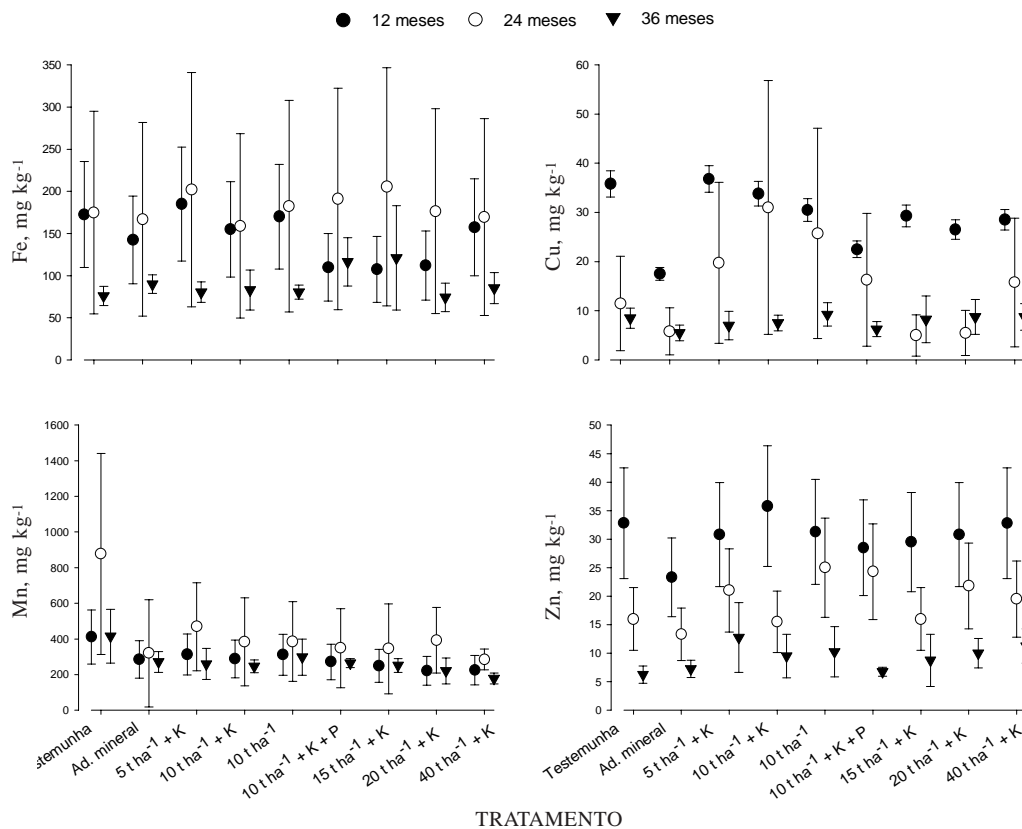 12 meses 24 meses 36 meses
Fe, mg kg⁻¹
350
300
250
200
150
100
50
0
Cu, mg kg⁻¹
60
50
40
30
20
10
0
Mn, mg kg⁻¹
1600
1400
1200
1000
800
600
400
200
0
Zn, mg kg⁻¹
50
45
40
35
30
25
20
15
10
5
0
stemunha
Ad. mineral
5 t ha⁻¹ + K
10 t ha⁻¹ + K
10 t ha⁻¹
10 t ha⁻¹ + K + P
15 t ha⁻¹ + K
20 t ha⁻¹ + K
40 t ha⁻¹ + K
Testemunha
Ad. mineral
5 t ha⁻¹ + K
10 t ha⁻¹ + K
10 t ha⁻¹
10 t ha⁻¹ + K + P
15 t ha⁻¹ + K
20 t ha⁻¹ + K
40 t ha⁻¹ + K
TRATAMENTO